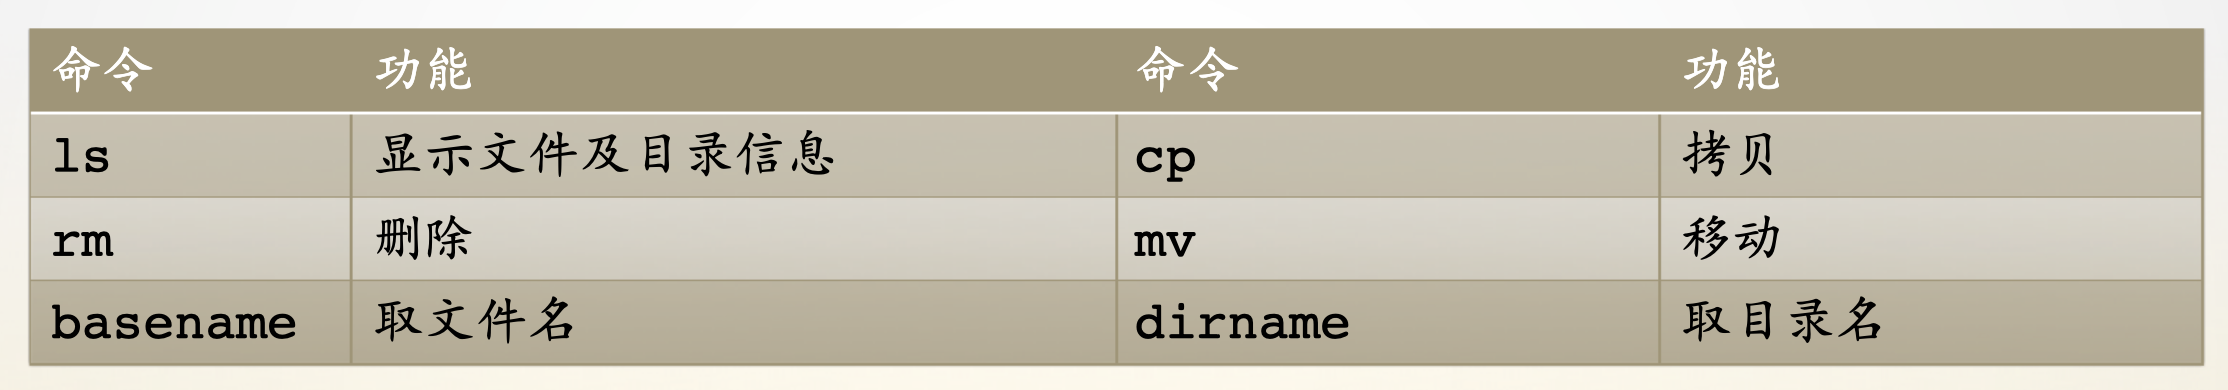 命令 功能 命令 功能
ls 显示文件及目录信息 cp 拷贝
rm 删除 mv 移动
basename 取文件名 dirname 取目录名